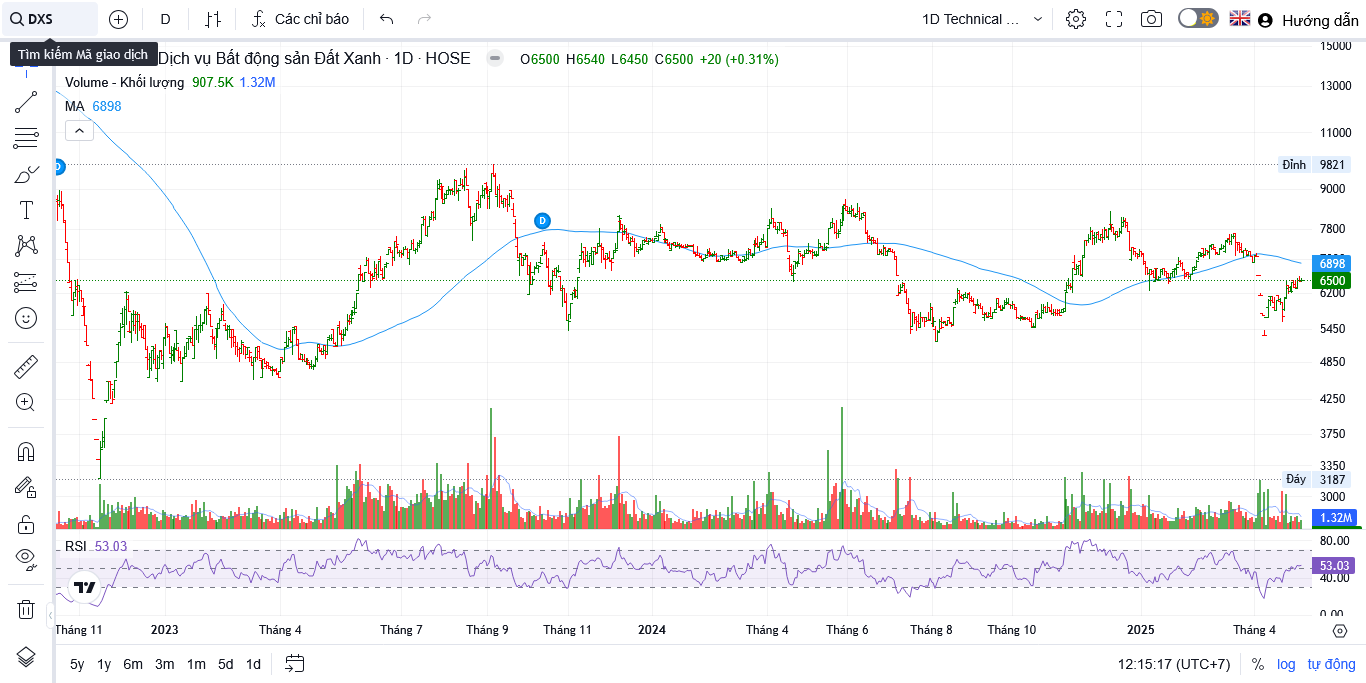 DXS
D
Các chỉ báo
1D Technical ...
Hướng dẫn
Tìm kiếm Mã giao dịch
Dịch vụ Bất động sản Đất Xanh · 1D · HOSE
O6500 H6540 L6450 C6500 +20 (+0.31%)
Volume - Khối lượng 907.5K 1.32M
MA 6898
15000
13000
11000
D
Đỉnh 9821
9000
D
7800
6898
6500
6200
5450
4850
4250
3750
3350
Đáy 3187
3000
1.32M
RSI 53.03
80.00
53.03
40.00
0.00
Tháng 11 2023 Tháng 4 Tháng 7 Tháng 9 Tháng 11 2024 Tháng 4 Tháng 6 Tháng 8 Tháng 10 2025 Tháng 4
5y 1y 6m 3m 1m 5d 1d
12:15:17 (UTC+7) % log tự động